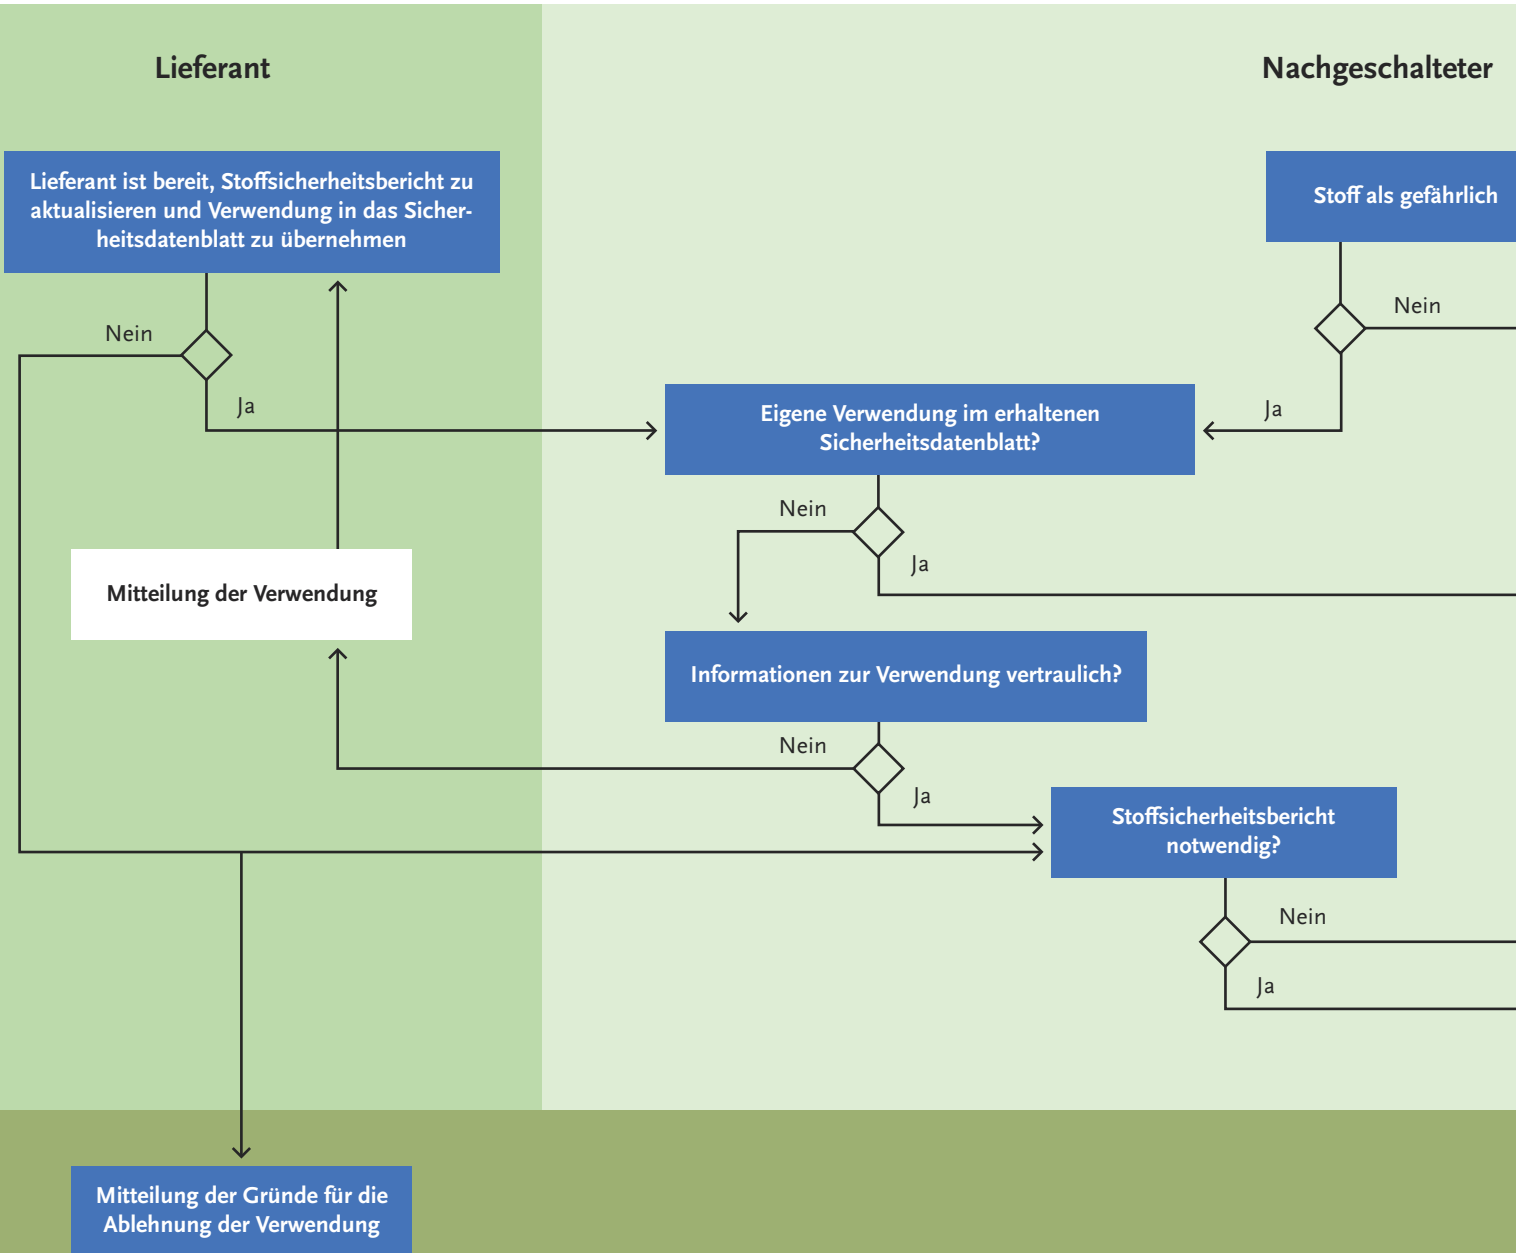 Lieferant
Nachgeschalteter
Lieferant ist bereit, Stoffsicherheitsbericht zu
aktualisieren und Verwendung in das Sicher-
heitsdatenblatt zu übernehmen
Stoff als gefährlich
Nein
Nein
Ja
Ja
Eigene Verwendung im erhaltenen
Sicherheitsdatenblatt?
Nein
Ja
Mitteilung der Verwendung
Informationen zur Verwendung vertraulich?
Nein
Ja
Stoffsicherheitsbericht
notwendig?
Nein
Ja
Mitteilung der Gründe für die
Ablehnung der Verwendung